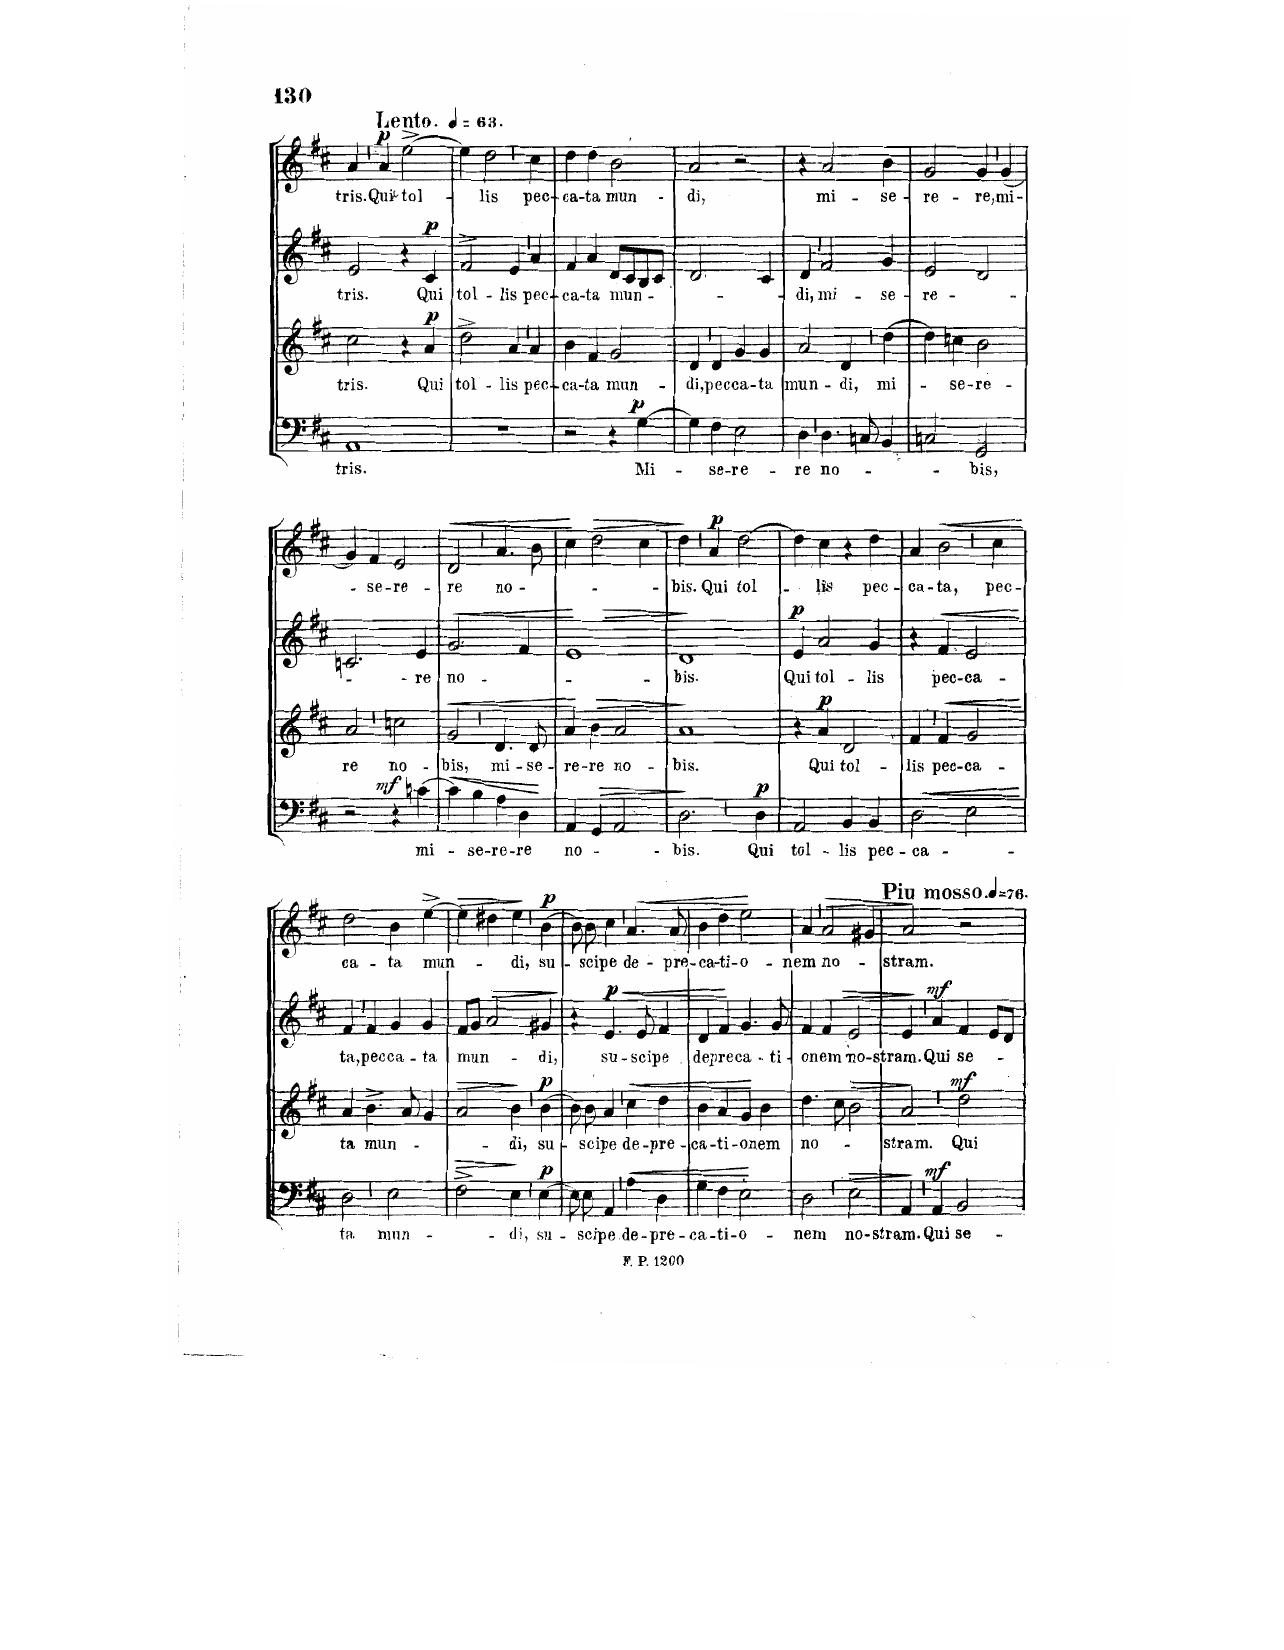 130
Lento. ♩ = 63.
p
tris. Qui tol - lis pec-ca-ta mun - di, mi - se - re - re, mi-
p
tris. Qui tol - lis pec-ca-ta mun - - di, mi - se - re -
p
tris. Qui tol - lis pec-ca-ta mun - di, pecca-ta mun - di, mi - se-re -
p
tris. Mi - se-re - re no - - bis,
p
- se-re - re no - - bis. Qui tol - lis pec - ca-ta, pec-
p
- - re no - - bis. Qui tol - lis pec-ca -
p
re no - bis, mi-se-re-re no - bis. Qui tol - lis pec-ca -
mf p
mi - se-re-re no - - bis. Qui tol - lis pec - ca - -
Piu mosso. ♩=76.
p
ca - ta mun - di, su - scipe de - pre-ca-ti-o - nem no - stram.
p mf
ta, pecca - ta mun - di, su-scipe depreca - ti-onem no-stram. Qui se -
p mf
ta mun - - di, su - scipe de-pre-ca-ti-onem no - stram. Qui
p mf
ta mun - - di, su - scipe de-pre-ca-ti-o - nem no-stram. Qui se -
F. P. 1200